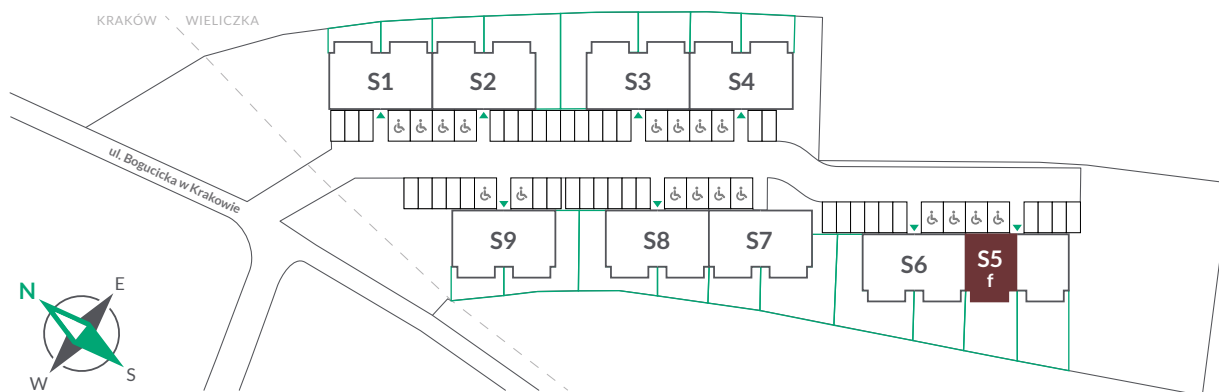 KRAKÓW WIELICZKA
S1 S2 S3 S4
ul. Bogucicka w Krakowie
S9 S8 S7 S6 S5
f
N E
W S